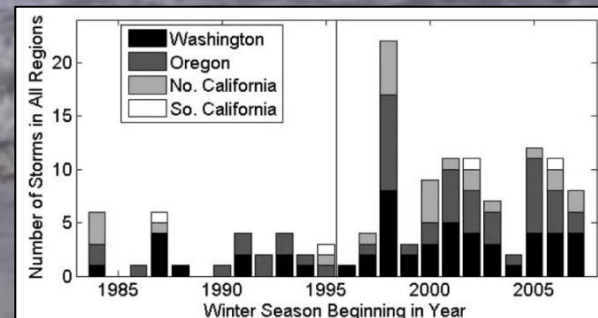 Number of Storms in All Regions
20
15
10
5
0
Washington
Oregon
No. California
So. California
1985 1990 1995 2000 2005
Winter Season Beginning in Year